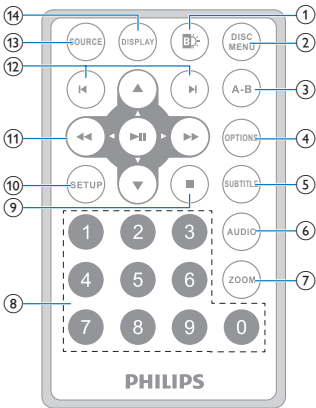 14
1
13
SOURCE
DISPLAY
B
DISC
MENU
2
12
A-B
3
11
OPTIONS
4
10
SETUP
SUBTITLE
5
9
1
2
3
AUDIO
6
8
4
5
6
ZOOM
7
7
8
9
0
PHILIPS